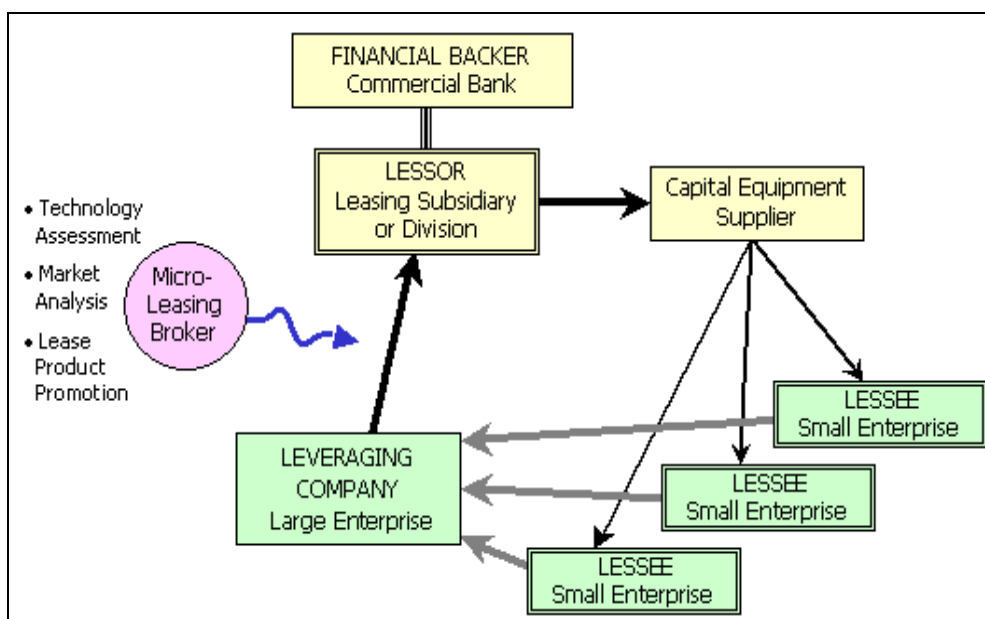 FINANCIAL BACKER
Commercial Bank
LESSOR
Leasing Subsidiary
or Division
Capital Equipment
Supplier
• Technology
Assessment
• Market
Analysis
• Lease
Product
Promotion
Micro-
Leasing
Broker
LESSEE
Small Enterprise
LEVERAGING
COMPANY
Large Enterprise
LESSEE
Small Enterprise
LESSEE
Small Enterprise